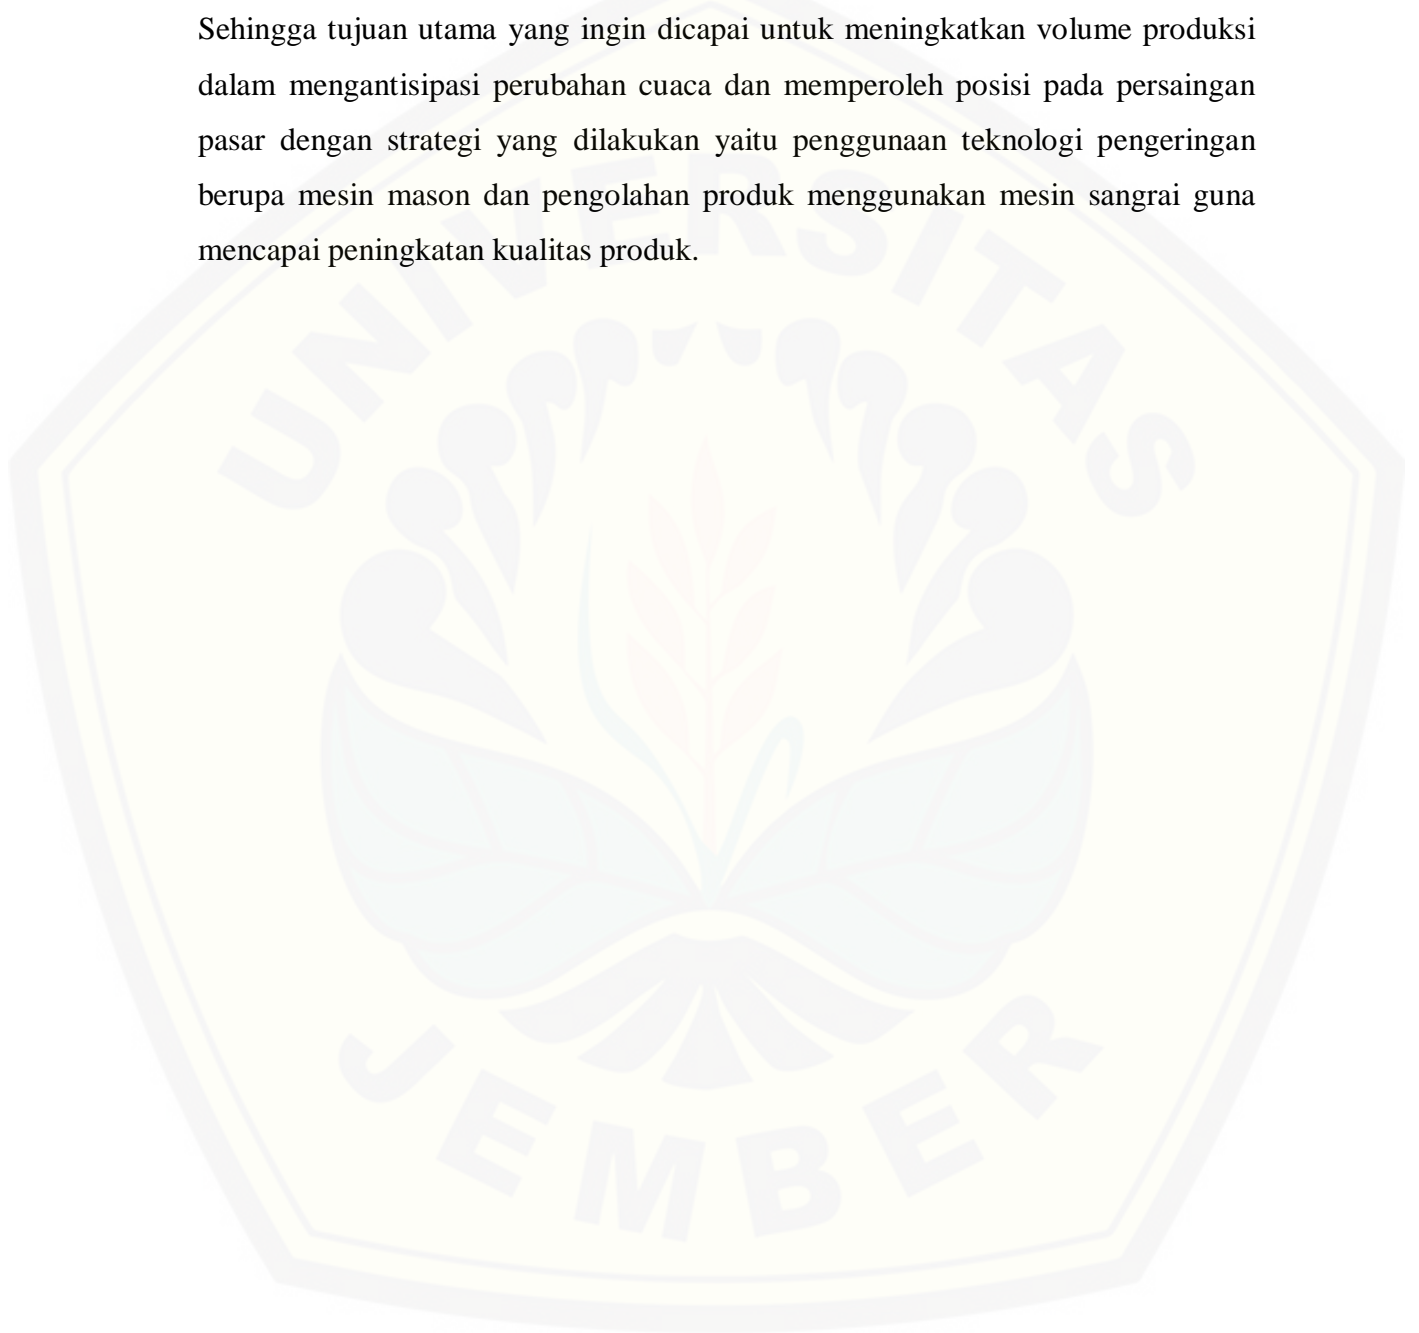 Sehingga tujuan utama yang ingin dicapai untuk meningkatkan volume produksi
dalam mengantisipasi perubahan cuaca dan memperoleh posisi pada persaingan
pasar dengan strategi yang dilakukan yaitu penggunaan teknologi pengeringan
berupa mesin mason dan pengolahan produk menggunakan mesin sangrai guna
mencapai peningkatan kualitas produk.
UNIVERSITAS
JEMBER